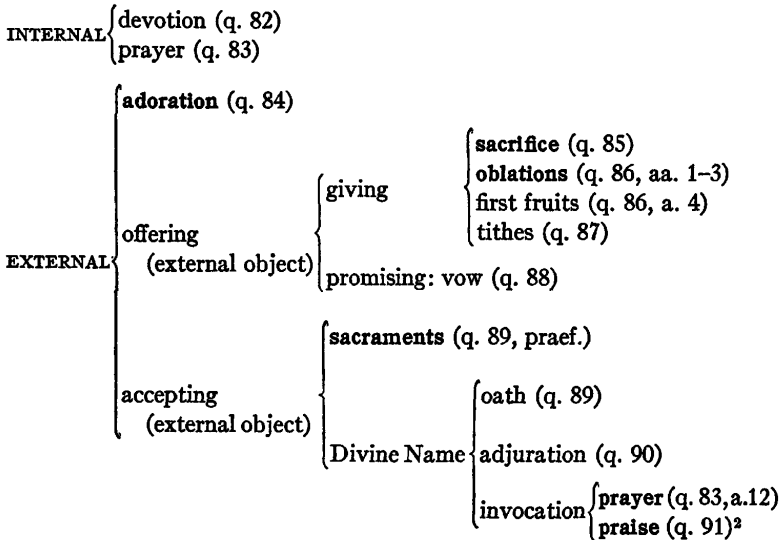 INTERNAL
devotion (q. 82)
prayer (q. 83)
EXTERNAL
adoration (q. 84)
offering
(external object)
giving
sacrifice (q. 85)
oblations (q. 86, aa. 1–3)
first fruits (q. 86, a. 4)
tithes (q. 87)
promising: vow (q. 88)
accepting
(external object)
sacraments (q. 89, praef.)
Divine Name
oath (q. 89)
adjuration (q. 90)
invocation
prayer (q. 83, a.12)
praise (q. 91)²